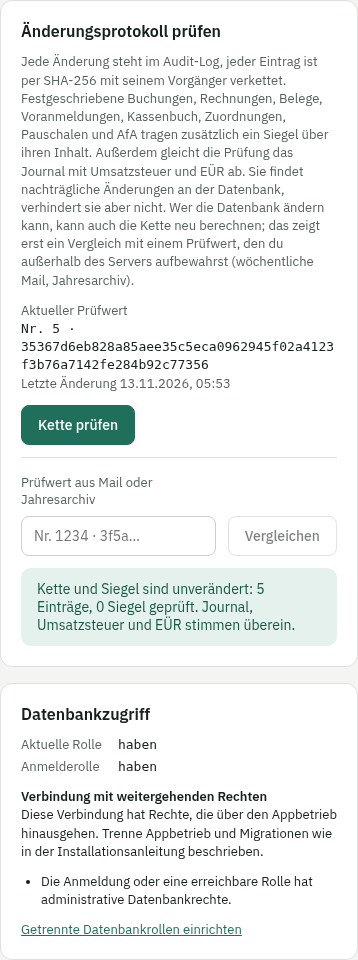 Änderungsprotokoll prüfen
Jede Änderung steht im Audit-Log, jeder Eintrag ist
per SHA-256 mit seinem Vorgänger verkettet.
Festgeschriebene Buchungen, Rechnungen, Belege,
Voranmeldungen, Kassenbuch, Zuordnungen,
Pauschalen und AfA tragen zusätzlich ein Siegel über
ihren Inhalt. Außerdem gleicht die Prüfung das
Journal mit Umsatzsteuer und EÜR ab. Sie findet
nachträgliche Änderungen an der Datenbank,
verhindert sie aber nicht. Wer die Datenbank ändern
kann, kann auch die Kette neu berechnen; das zeigt
erst ein Vergleich mit einem Prüfwert, den du
außerhalb des Servers aufbewahrst (wöchentliche
Mail, Jahresarchiv).
Aktueller Prüfwert
Nr. 5 ·
35367d6eb828a85aee35c5eca0962945f02a4123
f3b76a7142fe284b92c77356
Letzte Änderung 13.11.2026, 05:53
Kette prüfen
Prüfwert aus Mail oder
Jahresarchiv
Nr. 1234 · 3f5a…
Vergleichen
Kette und Siegel sind unverändert: 5
Einträge, 0 Siegel geprüft. Journal,
Umsatzsteuer und EÜR stimmen überein.
Datenbankzugriff
Aktuelle Rolle haben
Anmelderolle haben
Verbindung mit weitergehenden Rechten
Diese Verbindung hat Rechte, die über den Appbetrieb
hinausgehen. Trenne Appbetrieb und Migrationen wie
in der Installationsanleitung beschrieben.
• Die Anmeldung oder eine erreichbare Rolle hat
administrative Datenbankrechte.
Getrennte Datenbankrollen einrichten